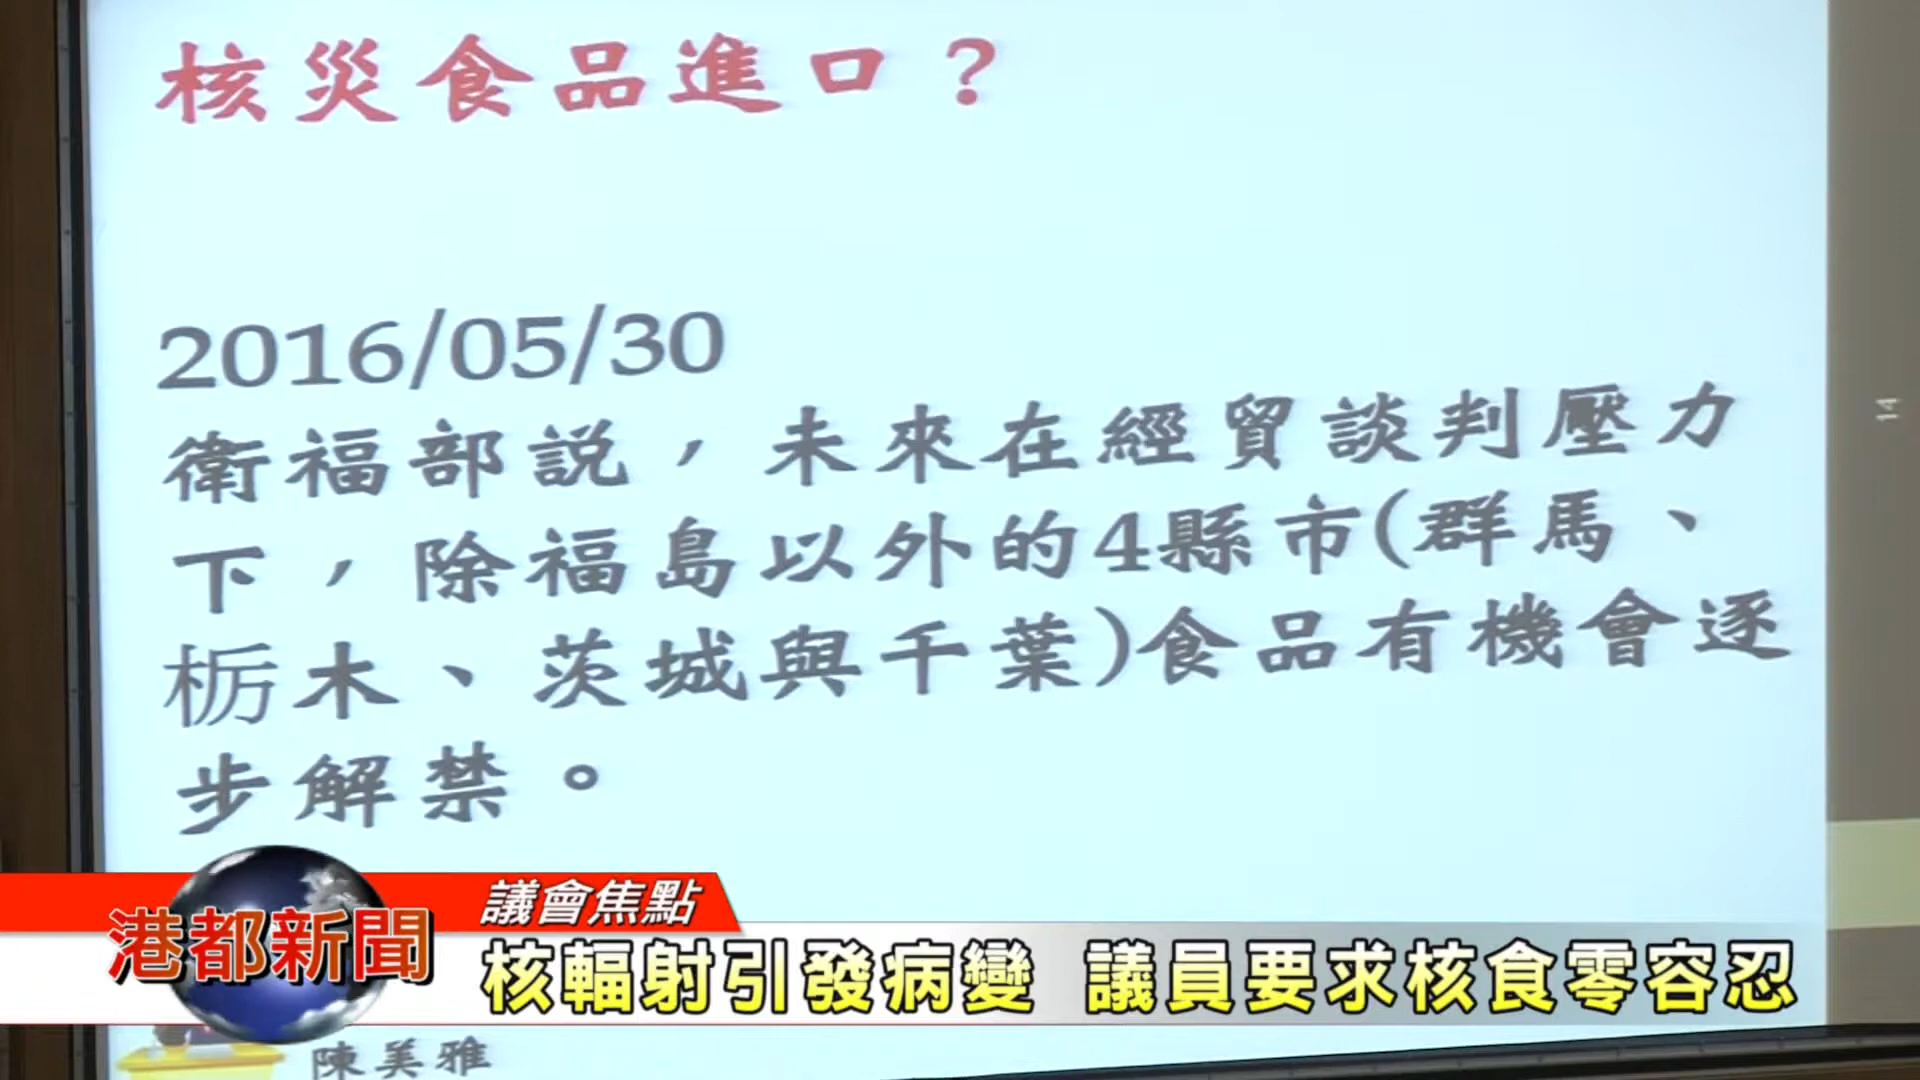 核災食品進口？
2016/05/30
衛福部說，未來在經貿談判壓力
下，除福島以外的4縣市(群馬、
栃木、茨城與千葉)食品有機會逐
步解禁。
議會焦點
港都新聞
核輻射引發病變 議員要求核食零容忍
陳美雅
14